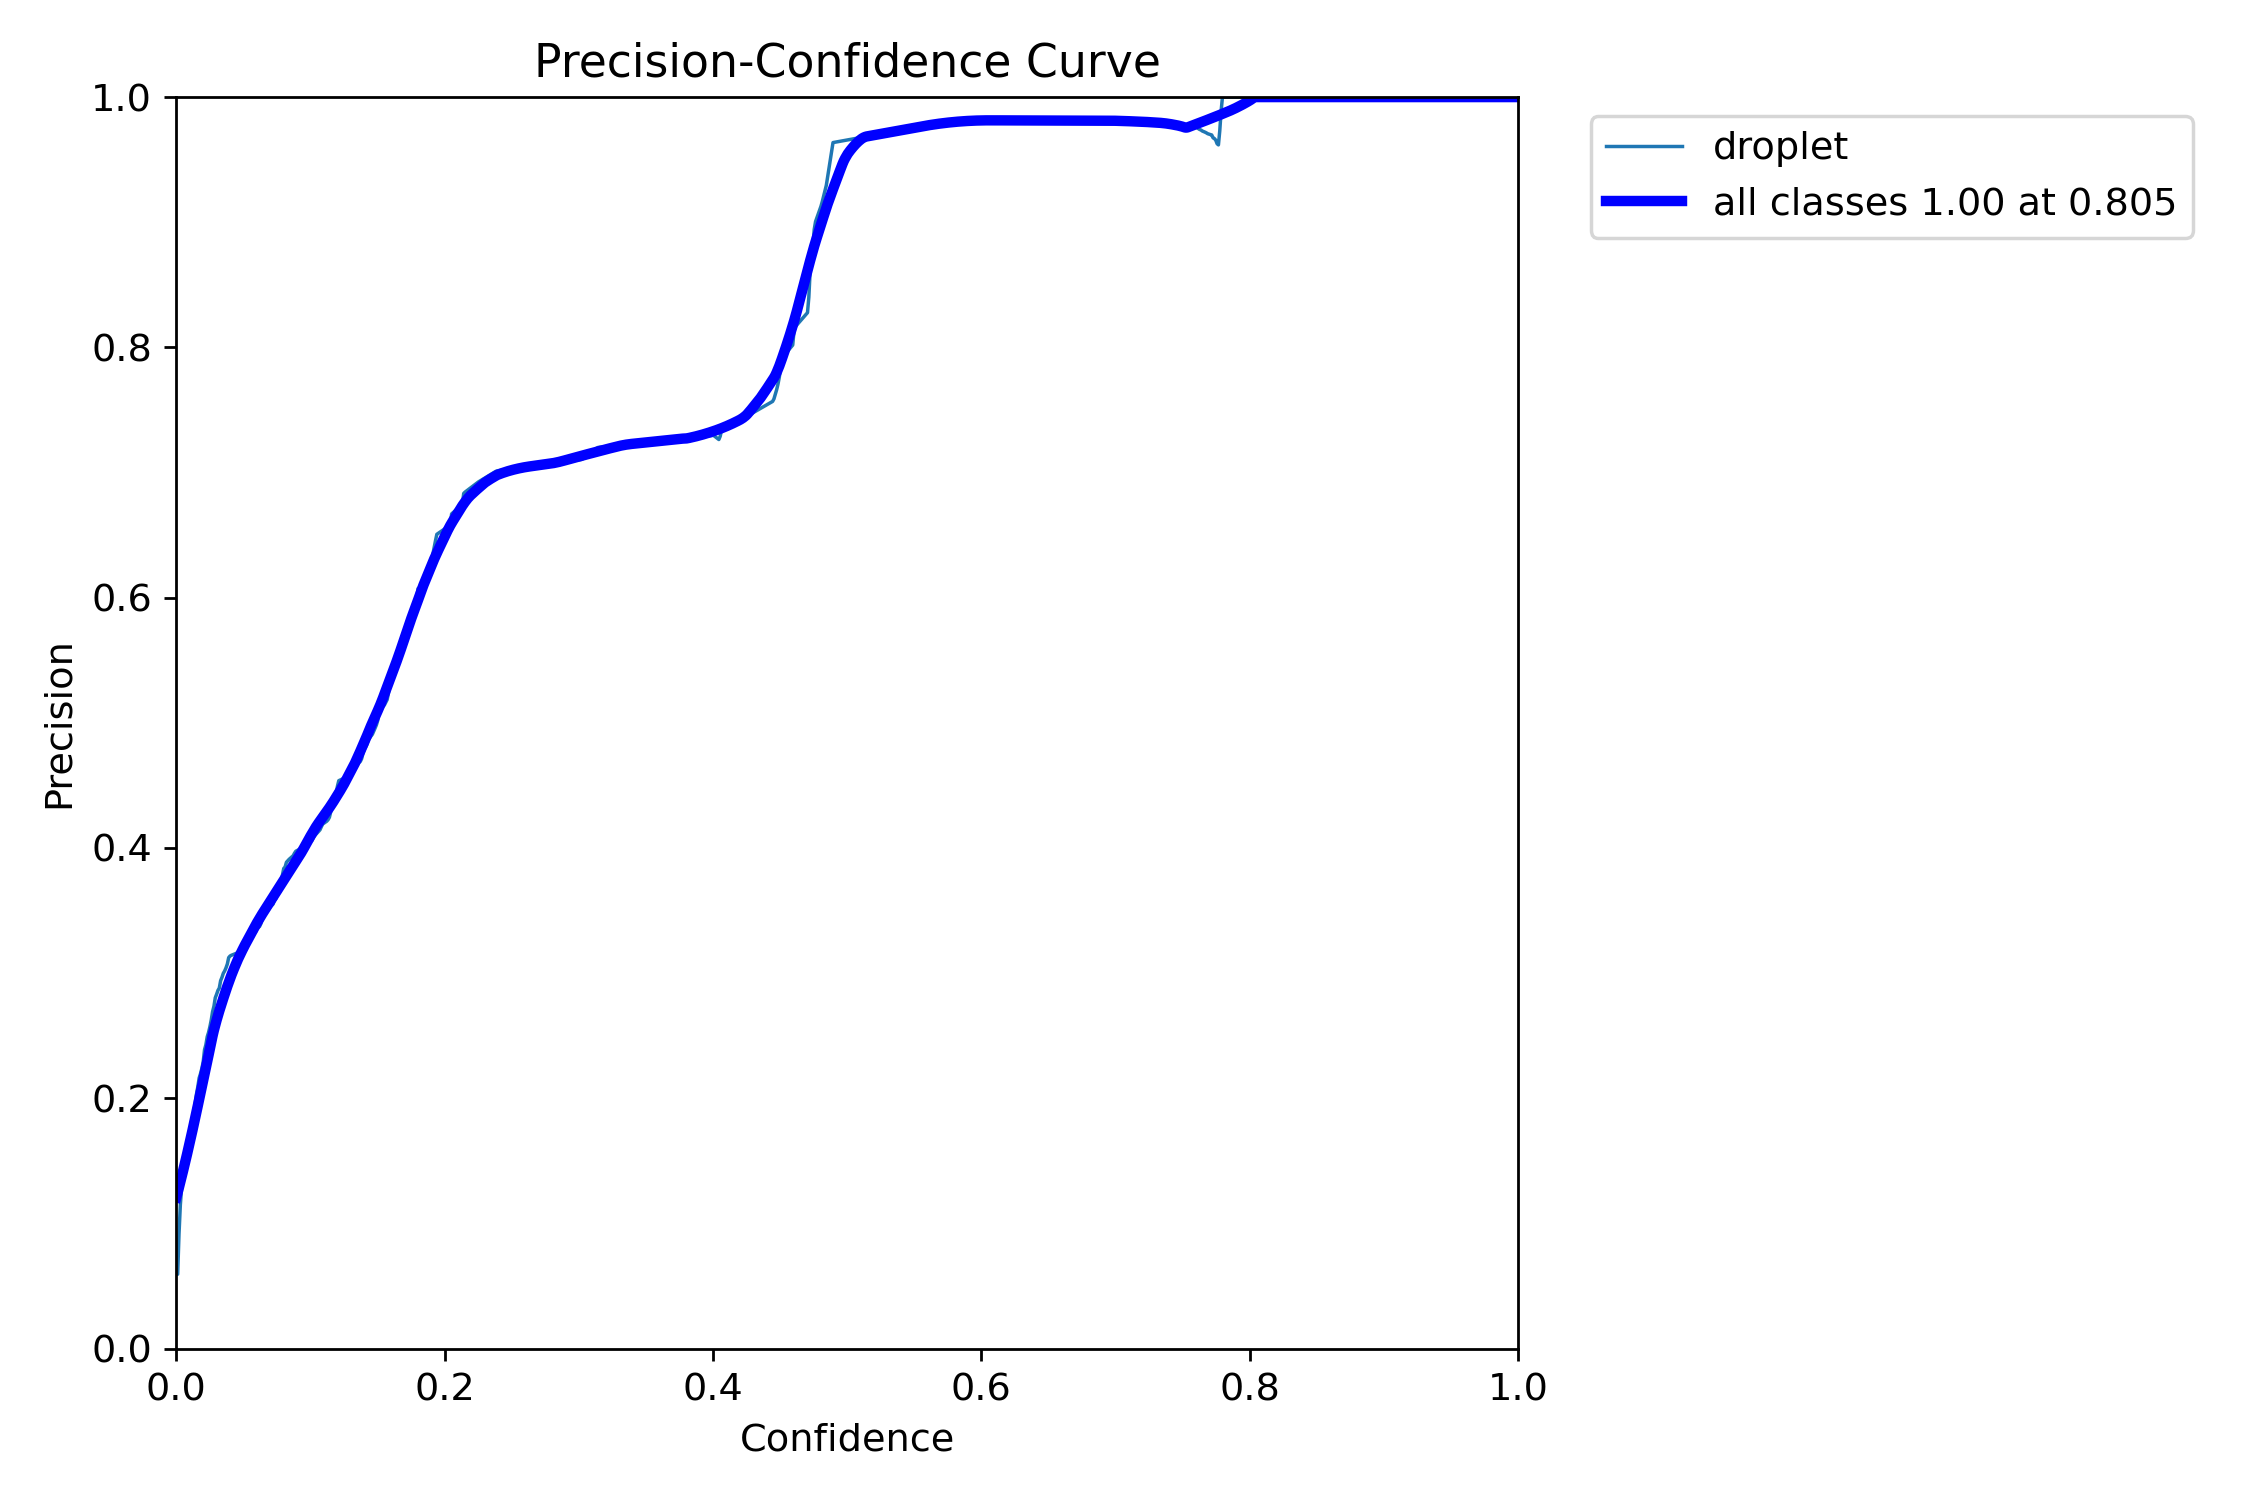 Precision-Confidence Curve
1.0
0.8
0.6
0.4
0.2
0.0
Precision
0.0 0.2 0.4 0.6 0.8 1.0
Confidence
droplet
all classes 1.00 at 0.805